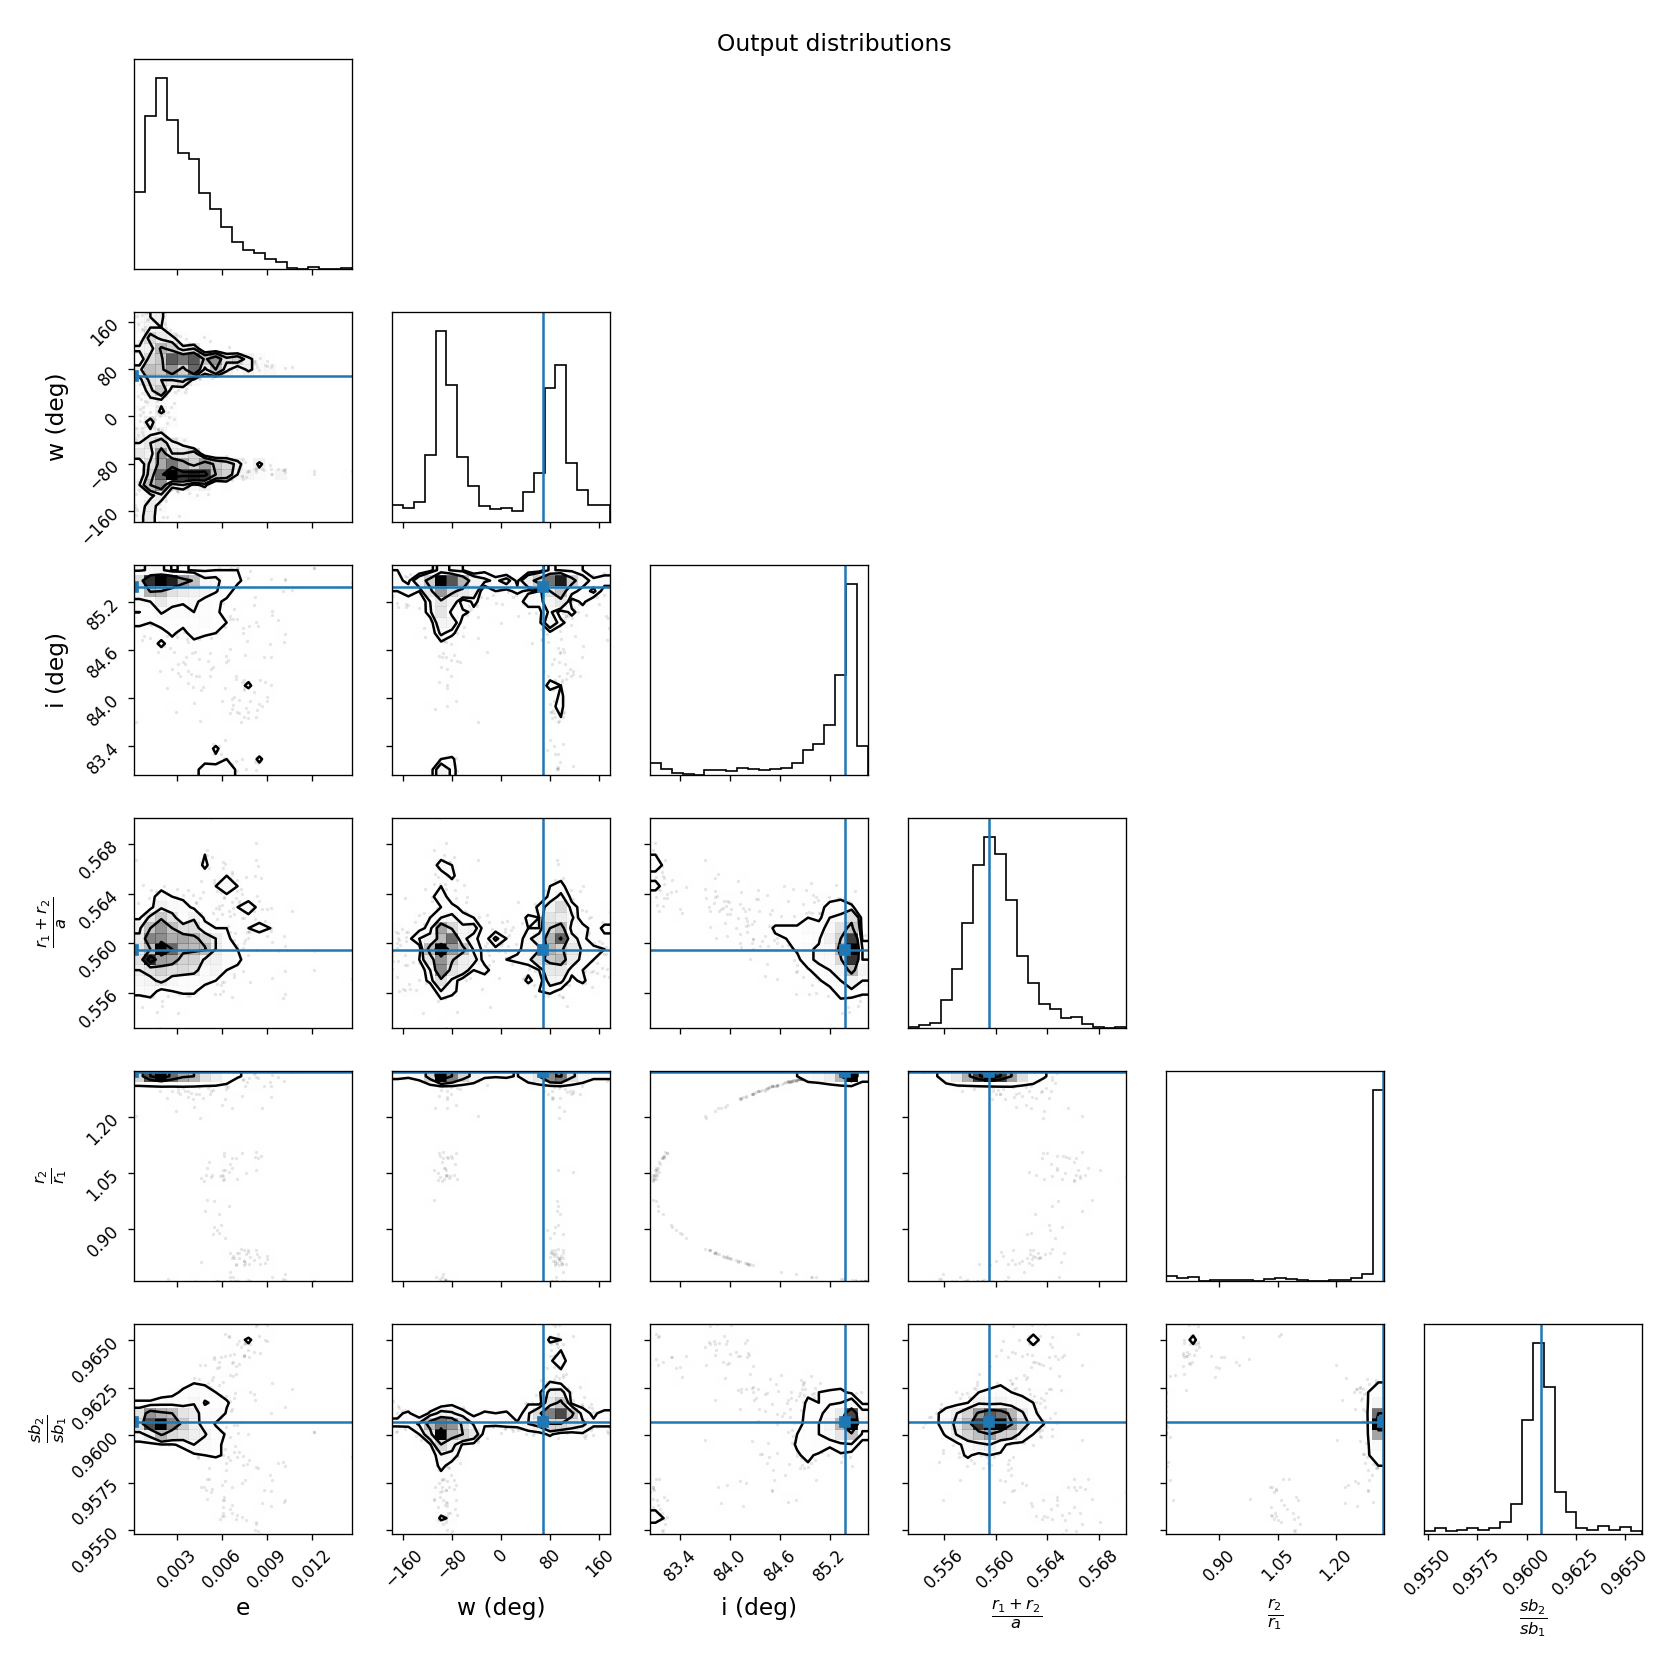 Output distributions
w (deg)
160
80
0
−80
−160
i (deg)
85.2
84.6
84.0
83.4
r₁ + r₂
a
0.568
0.564
0.560
0.556
r₂
r₁
1.20
1.05
0.90
sb₂
sb₁
0.9650
0.9625
0.9600
0.9575
0.9550
0.003 0.006 0.009 0.012 −160 −80 0 80 160 83.4 84.0 84.6 85.2 0.556 0.560 0.564 0.568 0.90 1.05 1.20 0.9550 0.9575 0.9600 0.9625 0.9650
e w (deg) i (deg) r₁ + r₂ r₂ sb₂
a r₁ sb₁